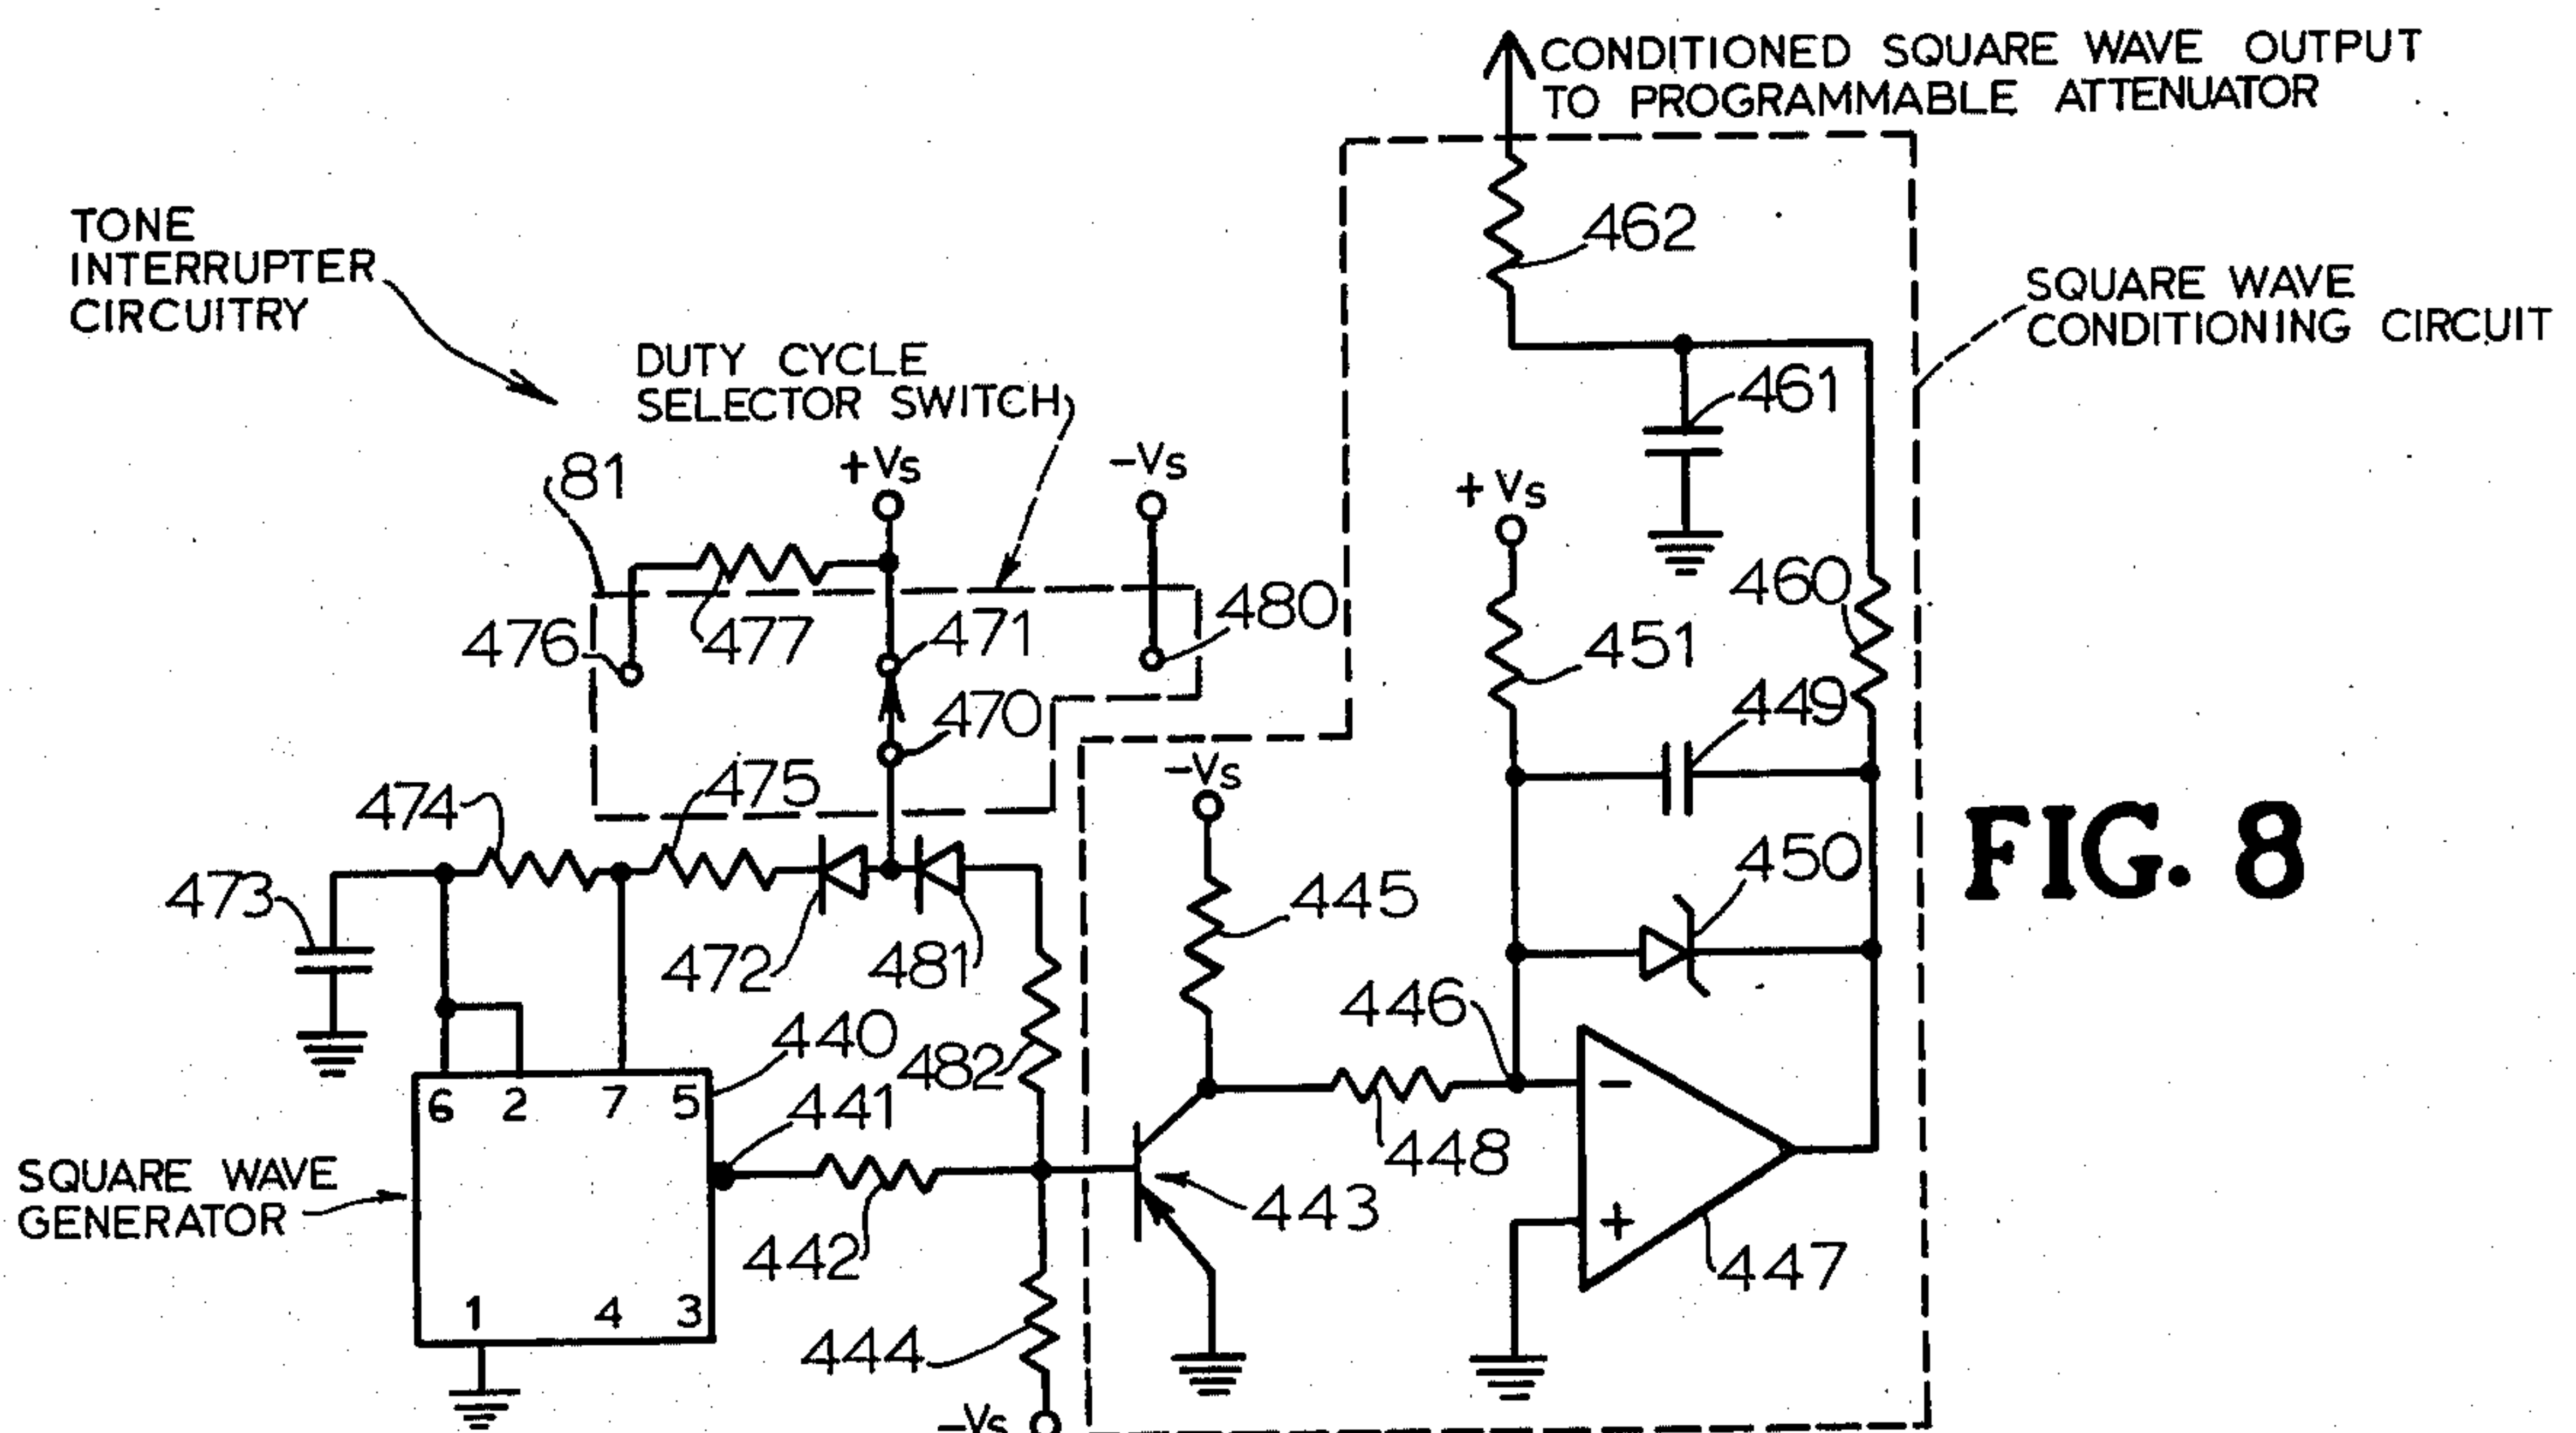 CONDITIONED SQUARE WAVE OUTPUT
TO PROGRAMMABLE ATTENUATOR
TONE
INTERRUPTER
CIRCUITRY
462
SQUARE WAVE
CONDITIONING CIRCUIT
DUTY CYCLE
SELECTOR SWITCH
461
81
+Vs
-Vs
+Vs
460
476
477
471
480
451
470
449
-Vs
474
475
450
FIG. 8
473
472
481
445
446
440
482
6 2 7 5
441
448
SQUARE WAVE
GENERATOR
442
443
-
+
447
1 4 3
444
-Vs